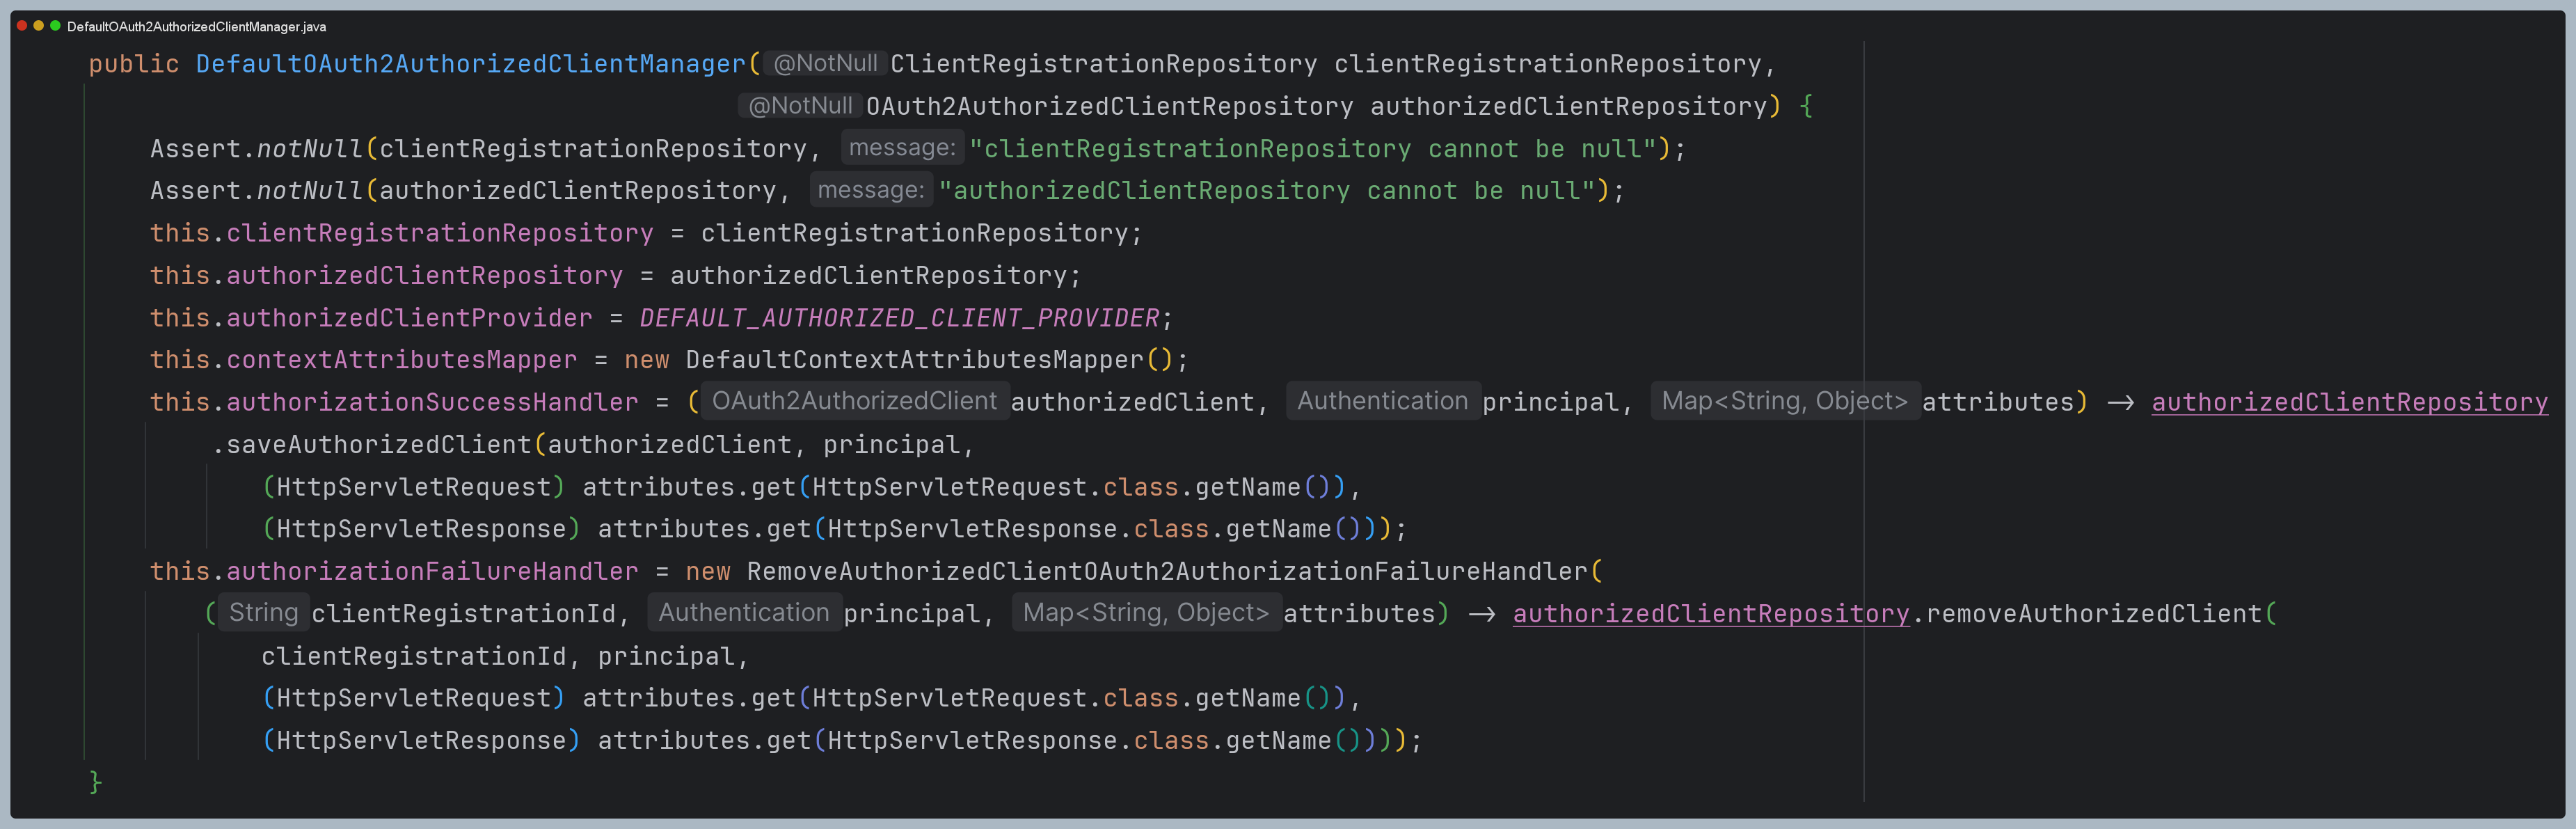 DefaultOAuth2AuthorizedClientManager.java
public DefaultOAuth2AuthorizedClientManager( @NotNull ClientRegistrationRepository clientRegistrationRepository,
@NotNull OAuth2AuthorizedClientRepository authorizedClientRepository) {
Assert.notNull(clientRegistrationRepository, message: "clientRegistrationRepository cannot be null");
Assert.notNull(authorizedClientRepository, message: "authorizedClientRepository cannot be null");
this.clientRegistrationRepository = clientRegistrationRepository;
this.authorizedClientRepository = authorizedClientRepository;
this.authorizedClientProvider = DEFAULT_AUTHORIZED_CLIENT_PROVIDER;
this.contextAttributesMapper = new DefaultContextAttributesMapper();
this.authorizationSuccessHandler = ( OAuth2AuthorizedClient authorizedClient, Authentication principal, Map<String, Object> attributes) -> authorizedClientRepository
.saveAuthorizedClient(authorizedClient, principal,
(HttpServletRequest) attributes.get(HttpServletRequest.class.getName()),
(HttpServletResponse) attributes.get(HttpServletResponse.class.getName()));
this.authorizationFailureHandler = new RemoveAuthorizedClientOAuth2AuthorizationFailureHandler(
( String clientRegistrationId, Authentication principal, Map<String, Object> attributes) -> authorizedClientRepository.removeAuthorizedClient(
clientRegistrationId, principal,
(HttpServletRequest) attributes.get(HttpServletRequest.class.getName()),
(HttpServletResponse) attributes.get(HttpServletResponse.class.getName())));
}